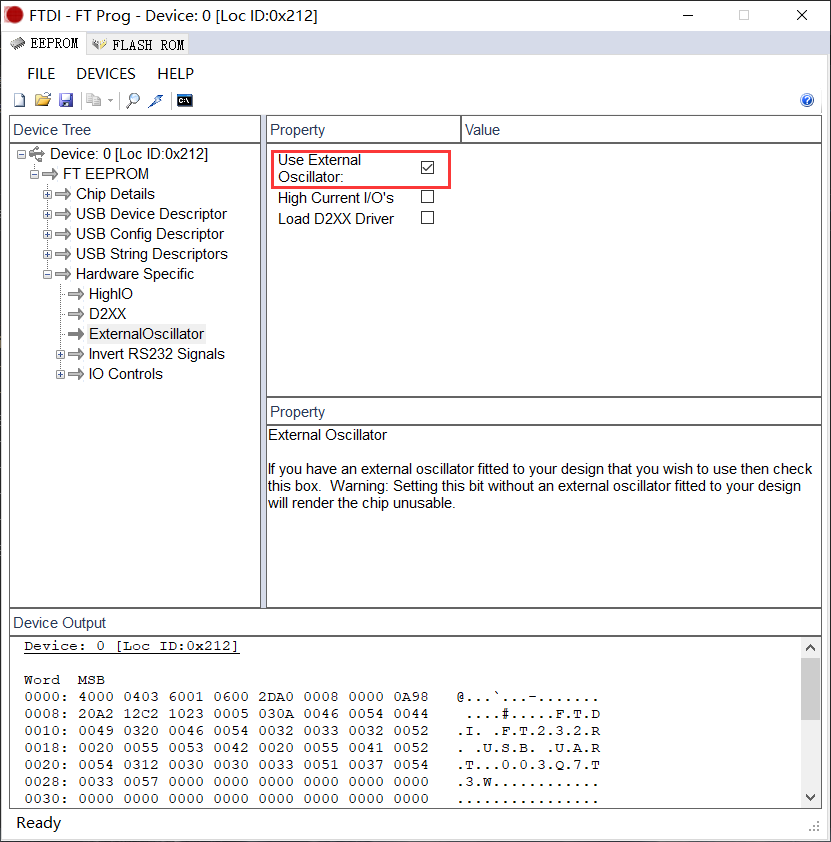 FTDI - FT Prog - Device: 0 [Loc ID:0x212]
EEPROM FLASH ROM
FILE DEVICES HELP
C:\
Device Tree
Property Value
Device: 0 [Loc ID:0x212]
FT EEPROM
Chip Details
USB Device Descriptor
USB Config Descriptor
USB String Descriptors
Hardware Specific
HighIO
D2XX
ExternalOscillator
Invert RS232 Signals
IO Controls
Use External
Oscillator:
High Current I/O's
Load D2XX Driver
Property
External Oscillator
If you have an external oscillator fitted to your design that you wish to use then check
this box. Warning: Setting this bit without an external oscillator fitted to your design
will render the chip unusable.
Device Output
Device: 0 [Loc ID:0x212]
Word MSB
0000: 4000 0403 6001 0600 2DA0 0008 0000 0A98 @...`...-.......
0008: 20A2 12C2 1023 0005 030A 0046 0054 0044 ....#.....F.T.D
0010: 0049 0320 0046 0054 0032 0033 0032 0052 .I. .F.T.2.3.2.R
0018: 0020 0055 0053 0042 0020 0055 0041 0052 . .U.S.B. .U.A.R
0020: 0054 0312 0030 0030 0033 0051 0037 0054 .T...0.0.3.Q.7.T
0028: 0033 0057 0000 0000 0000 0000 0000 0000 .3.W............
0030: 0000 0000 0000 0000 0000 0000 0000 0000 ................
Ready